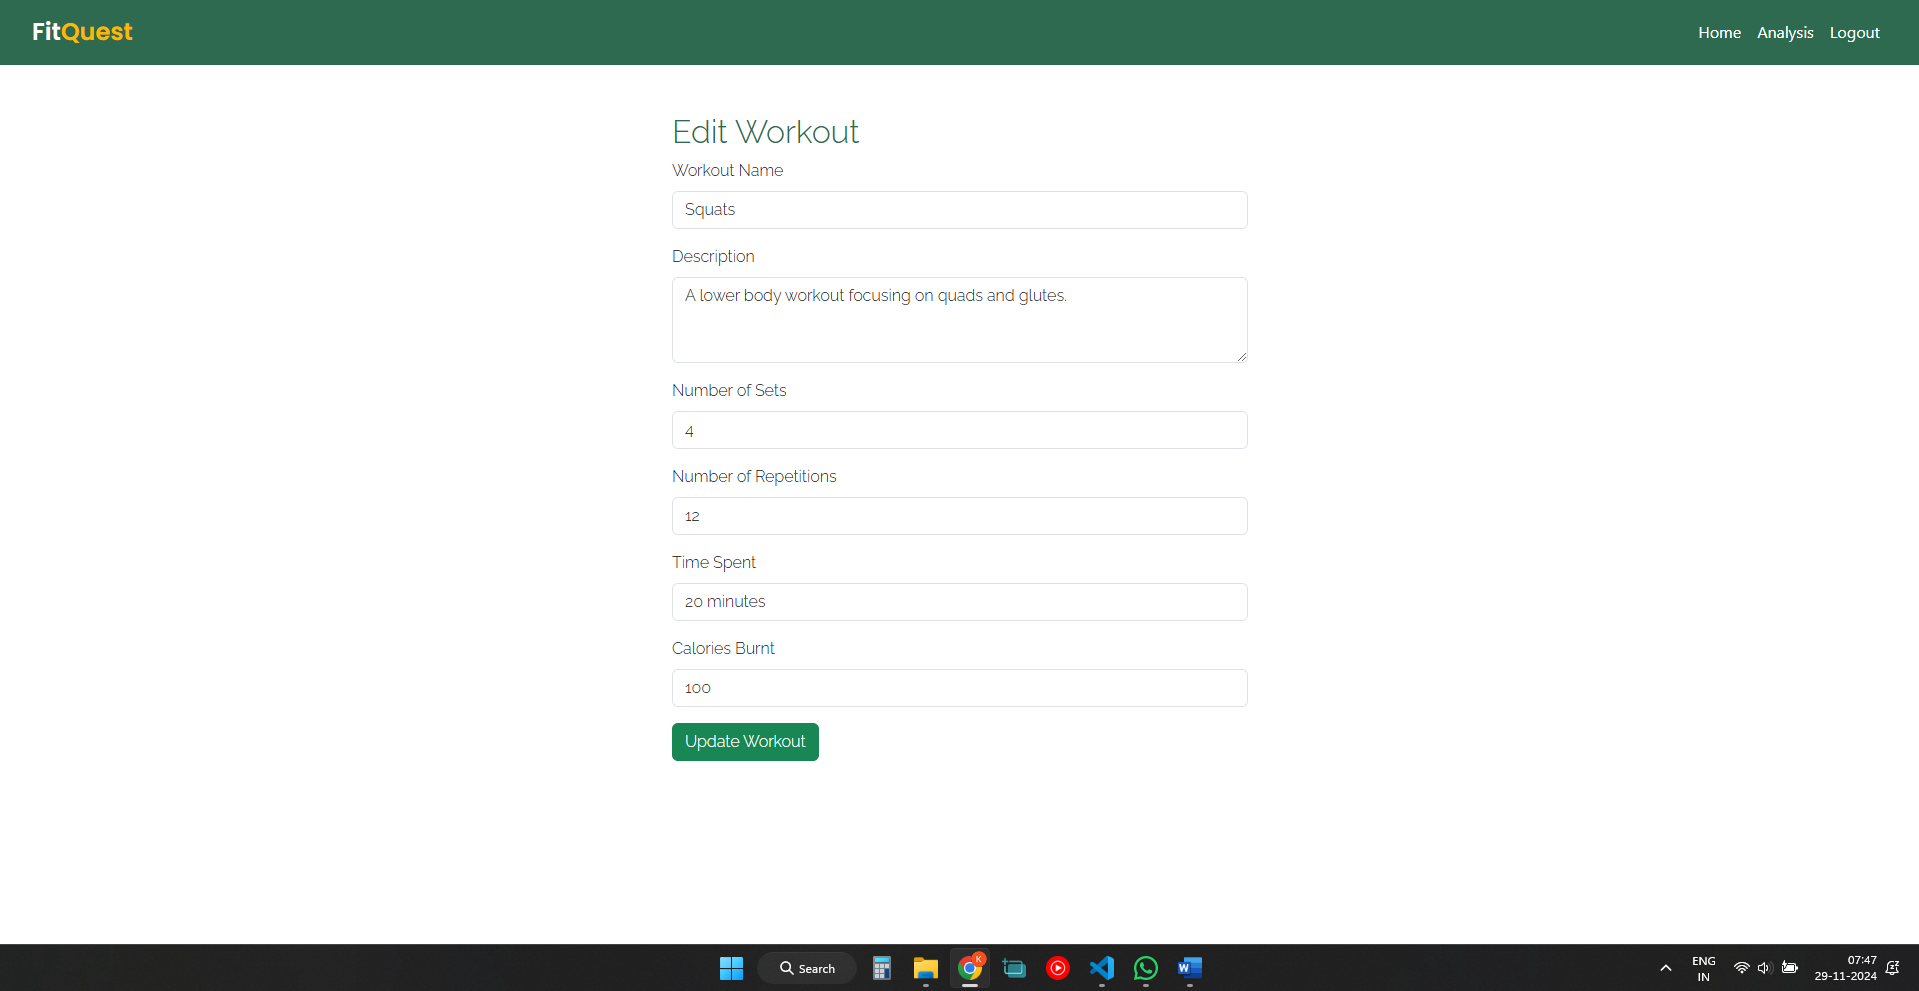 FitQuest
Home Analysis Logout
Edit Workout
Workout Name
Squats
Description
A lower body workout focusing on quads and glutes.
Number of Sets
4
Number of Repetitions
12
Time Spent
20 minutes
Calories Burnt
100
Update Workout
Search
K
W
ENG
IN
07:47
29-11-2024